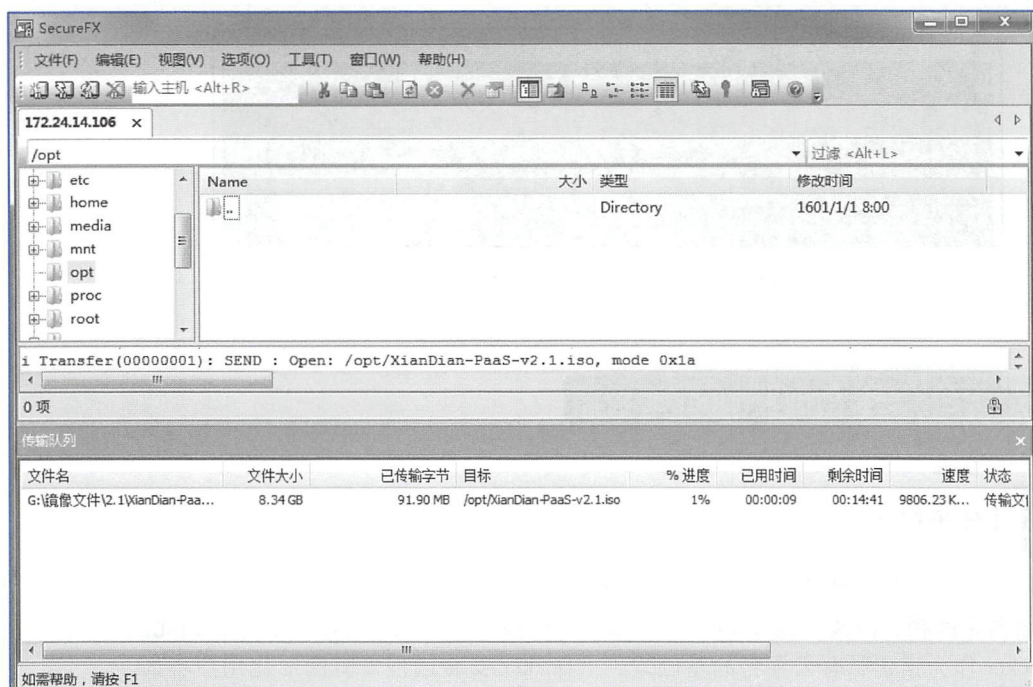 SecureFX
文件(F) 编辑(E) 视图(V) 选项(O) 工具(T) 窗口(W) 帮助(H)
输入主机 <Alt+R>
172.24.14.106 ×
/opt 过滤 <Alt+L>
etc
home
media
mnt
opt
proc
root
Name 大小 类型 修改时间
.. Directory 1601/1/1 8:00
i Transfer(00000001): SEND : Open: /opt/XianDian-PaaS-v2.1.iso, mode 0x1a
0 项
传输队列
文件名 文件大小 已传输字节 目标 % 进度 已用时间 剩余时间 速度 状态
G:\镜像文件\2.1\XianDian-Paa... 8.34 GB 91.90 MB /opt/XianDian-PaaS-v2.1.iso 1% 00:00:09 00:14:41 9806.23 K... 传输文
如需帮助，请按 F1